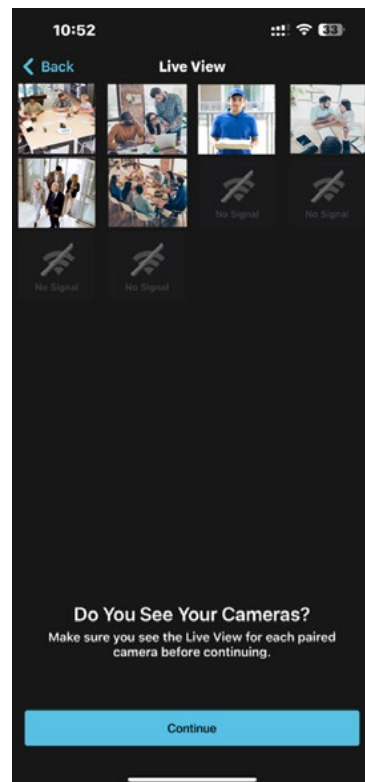 10:52
33
Back
Live View
No Signal
No Signal
No Signal
No Signal
Do You See Your Cameras?
Make sure you see the Live View for each paired
camera before continuing.
Continue